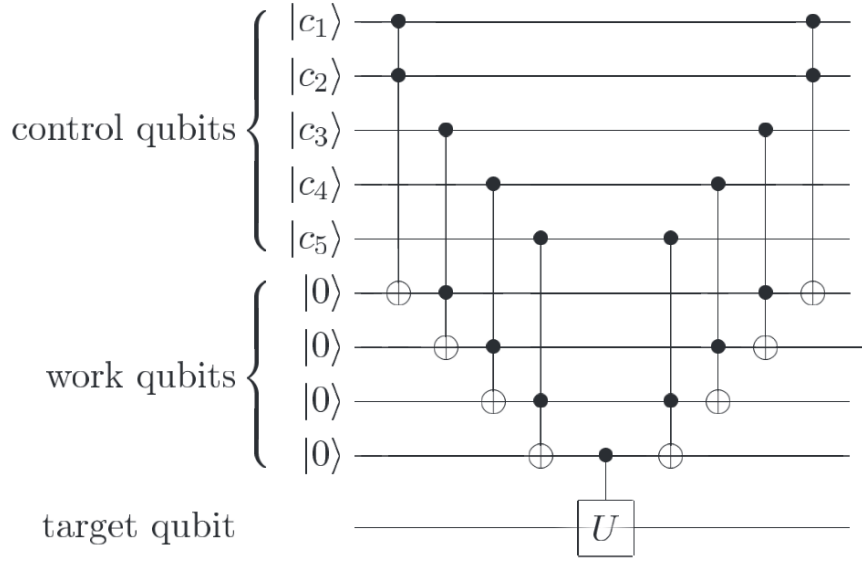 |c₁⟩
|c₂⟩
control qubits |c₃⟩
|c₄⟩
|c₅⟩
|0⟩
|0⟩
work qubits
|0⟩
|0⟩
target qubit U